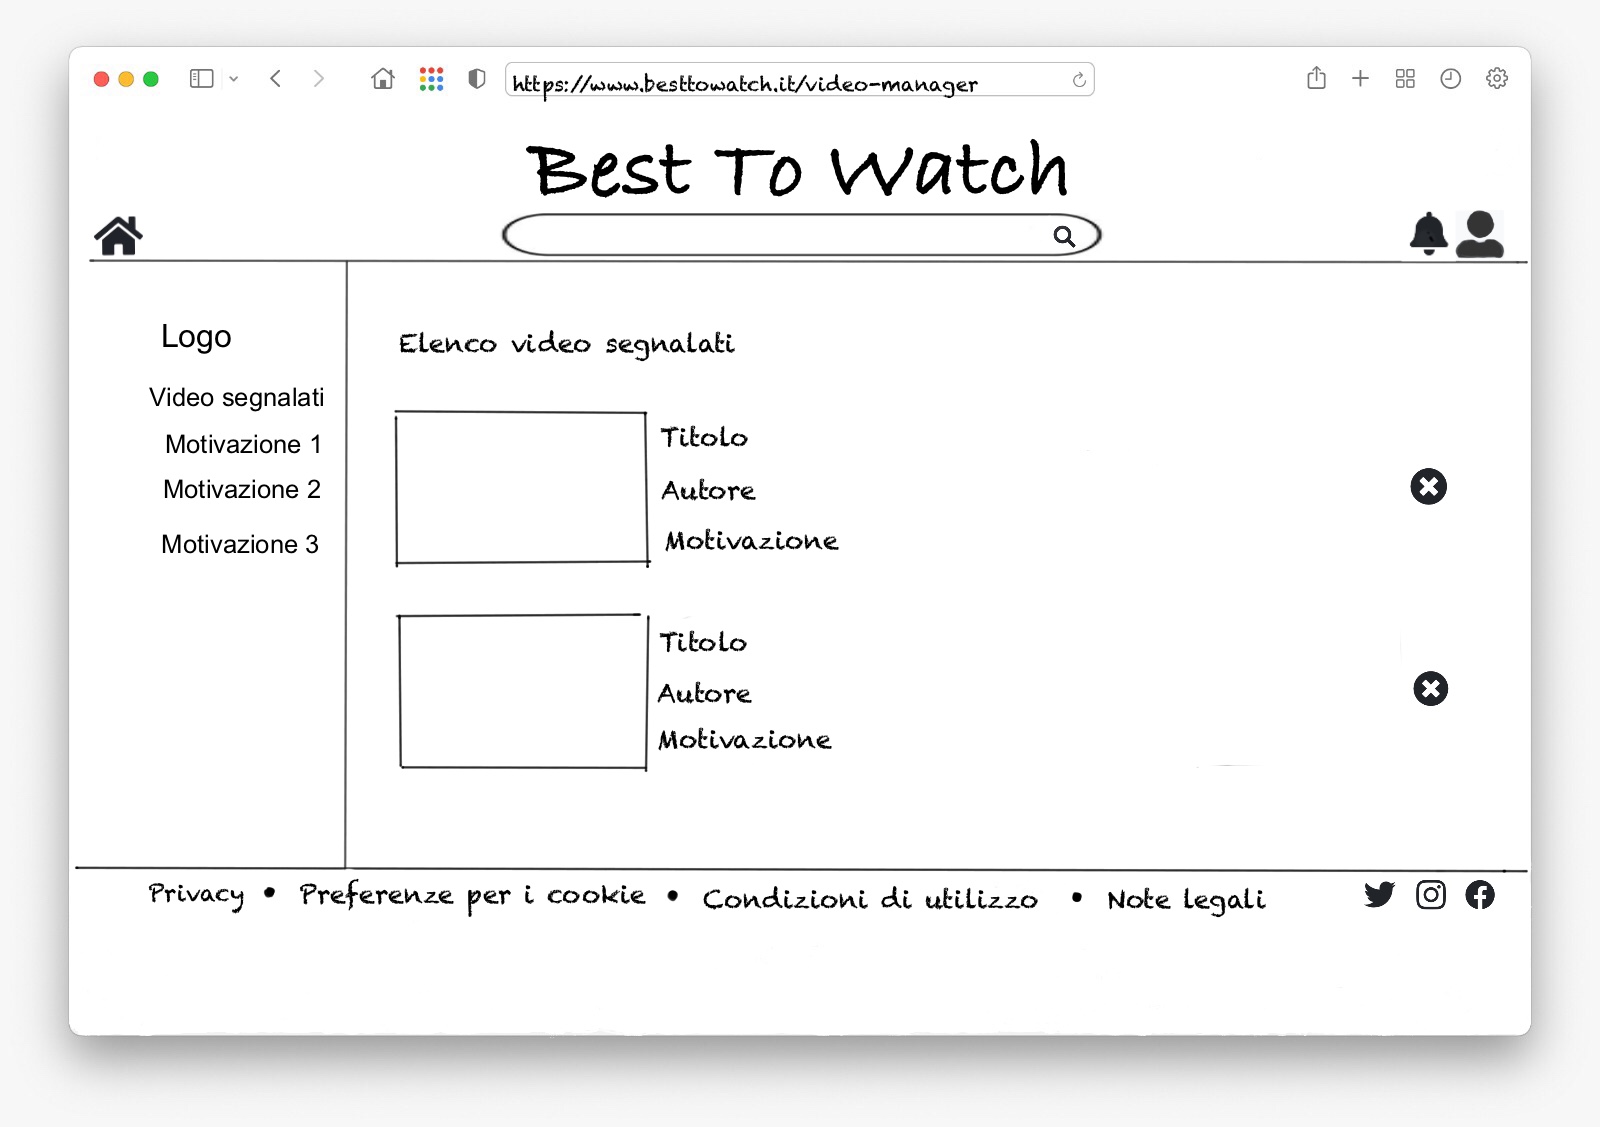 https://www.besttowatch.it/video-manager
Best To Watch
Logo
Video segnalati
Motivazione 1
Motivazione 2
Motivazione 3
Elenco video segnalati
Titolo
Autore
Motivazione
Titolo
Autore
Motivazione
Privacy • Preferenze per i cookie • Condizioni di utilizzo • Note legali